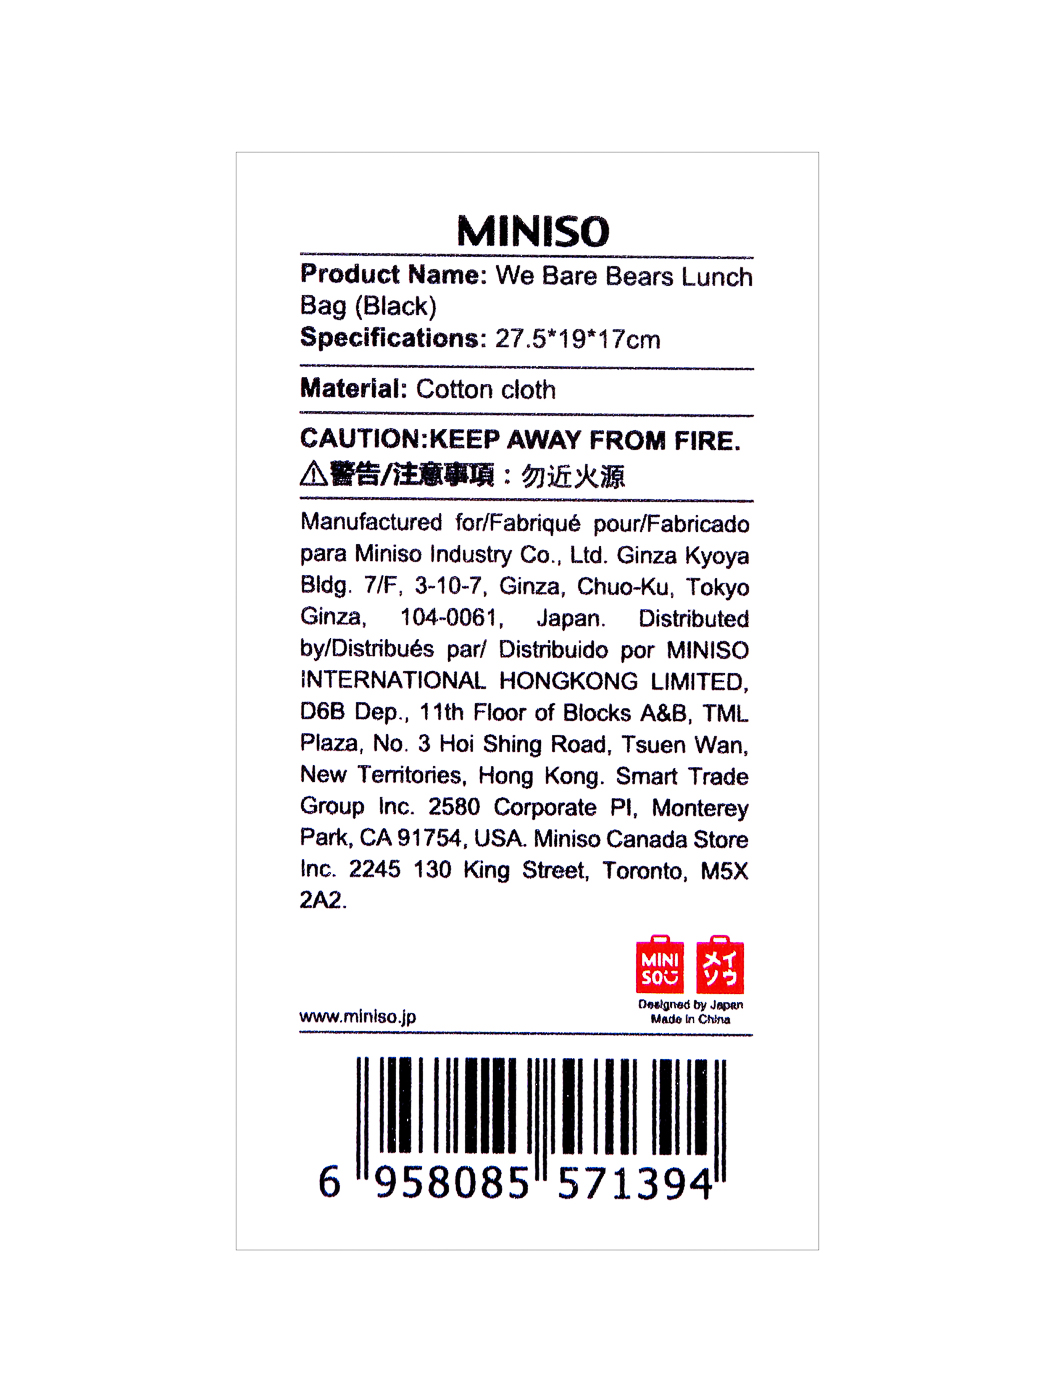 MINISO
Product Name: We Bare Bears Lunch
Bag (Black)
Specifications: 27.5*19*17cm
Material: Cotton cloth
CAUTION:KEEP AWAY FROM FIRE.
⚠警告/注意事項：勿近火源
Manufactured for/Fabriqué pour/Fabricado
para Miniso Industry Co., Ltd. Ginza Kyoya
Bldg. 7/F, 3-10-7, Ginza, Chuo-Ku, Tokyo
Ginza, 104-0061, Japan. Distributed
by/Distribués par/ Distribuido por MINISO
INTERNATIONAL HONGKONG LIMITED,
D6B Dep., 11th Floor of Blocks A&B, TML
Plaza, No. 3 Hoi Shing Road, Tsuen Wan,
New Territories, Hong Kong. Smart Trade
Group Inc. 2580 Corporate Pl, Monterey
Park, CA 91754, USA. Miniso Canada Store
Inc. 2245 130 King Street, Toronto, M5X
2A2.
MINI
SO
メイ
ソウ
Designed by Japan
Made in China
www.miniso.jp
6 958085 571394